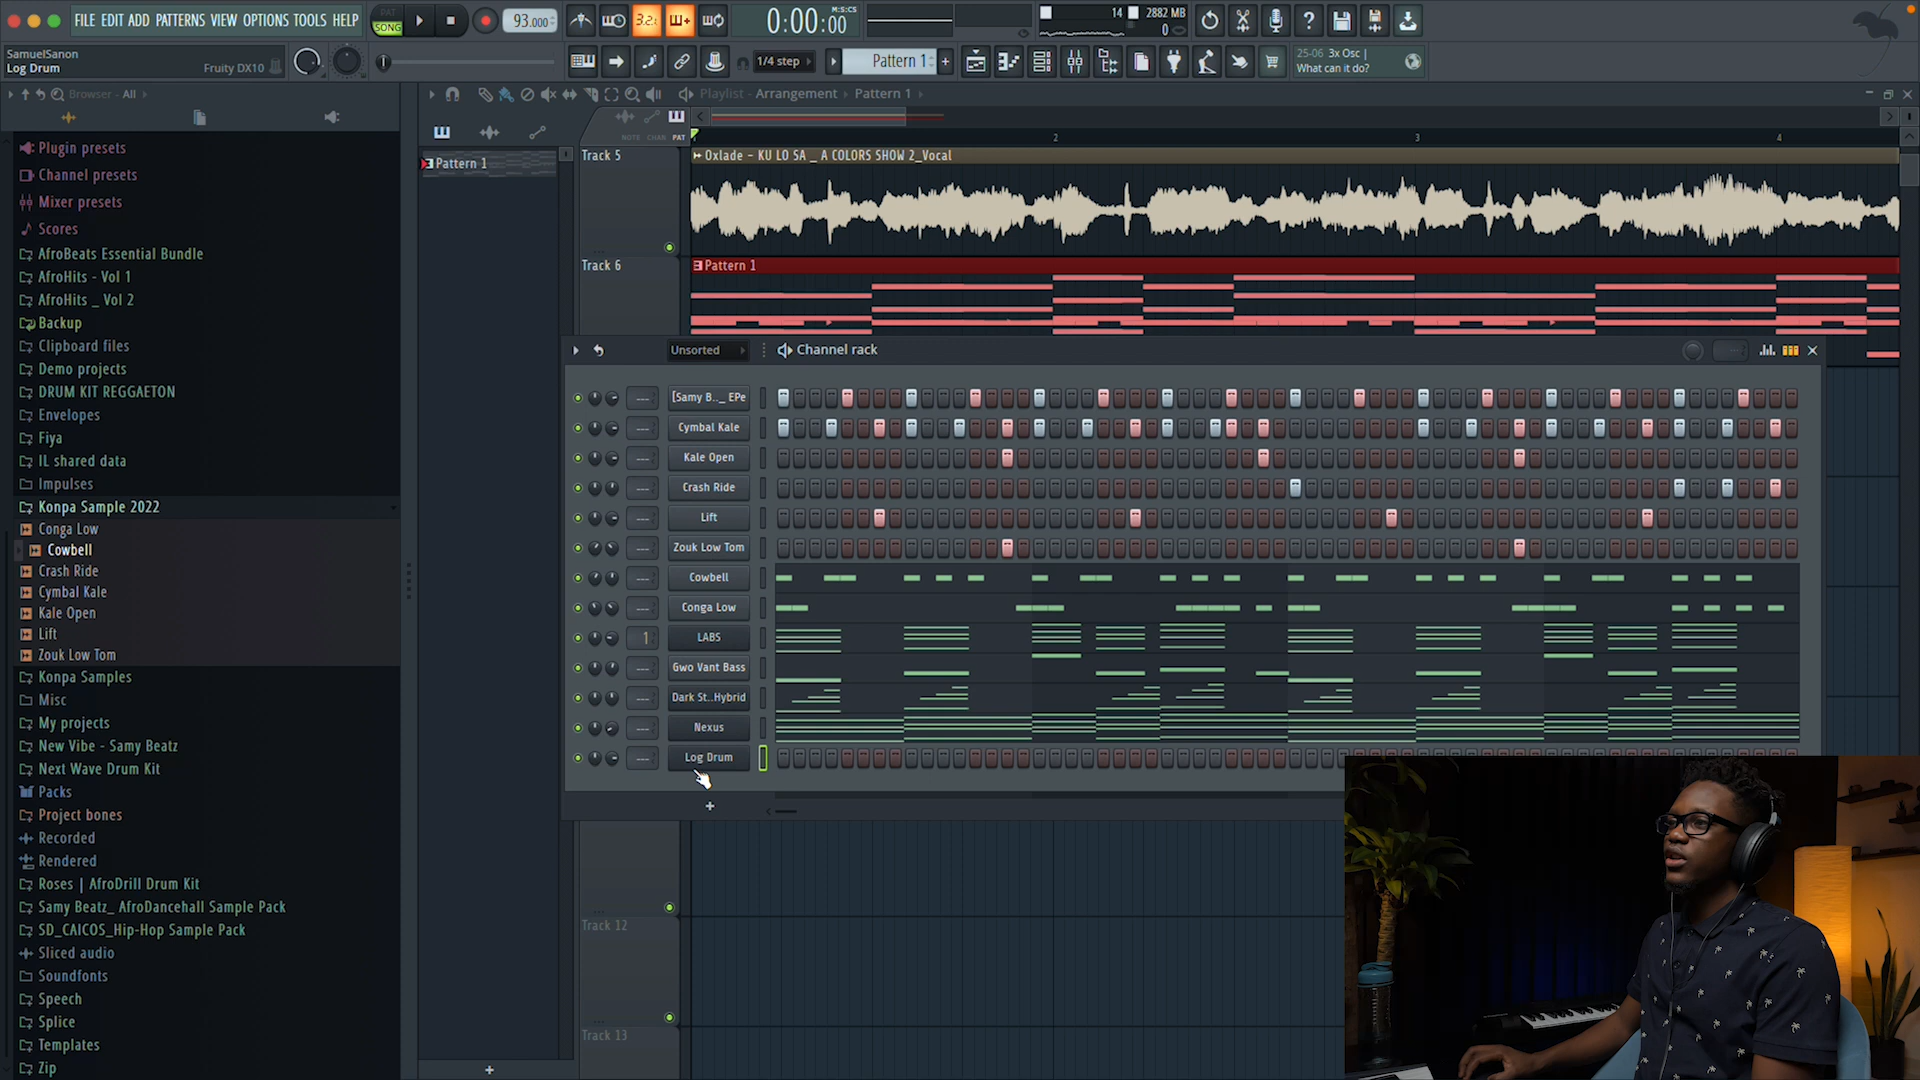 FILE EDIT ADD PATTERNS VIEW OPTIONS TOOLS HELP
PAT
SONG
93.000
3.2.
0:00:00
M:S:CS
14
2882 MB
0
SamuelSanon
Log Drum
Fruity DX10
1/4 step
Pattern 1
25-06 3x Osc |
What can it do?
Browser - All
Playlist - Arrangement
Pattern 1
NOTE CHAN PAT
2
3
4
Plugin presets
Channel presets
Mixer presets
Scores
AfroBeats Essential Bundle
AfroHits - Vol 1
AfroHits _ Vol 2
Backup
Clipboard files
Demo projects
DRUM KIT REGGAETON
Envelopes
Fiya
IL shared data
Impulses
Konpa Sample 2022
Conga Low
Cowbell
Crash Ride
Cymbal Kale
Kale Open
Lift
Zouk Low Tom
Konpa Samples
Misc
My projects
New Vibe - Samy Beatz
Next Wave Drum Kit
Packs
Project bones
Recorded
Rendered
Roses | AfroDrill Drum Kit
Samy Beatz_ AfroDancehall Sample Pack
SD_CAICOS_Hip-Hop Sample Pack
Sliced audio
Soundfonts
Speech
Splice
Templates
Zip
Pattern 1
Track 5
Oxlade - KU LO SA _ A COLORS SHOW 2_Vocal
Track 6
Pattern 1
Unsorted
Channel rack
[Samy B.._ EPe
Cymbal Kale
Kale Open
Crash Ride
Lift
Zouk Low Tom
Cowbell
Conga Low
1
LABS
Gwo Vant Bass
Dark St..Hybrid
Nexus
Log Drum
Track 12
Track 13